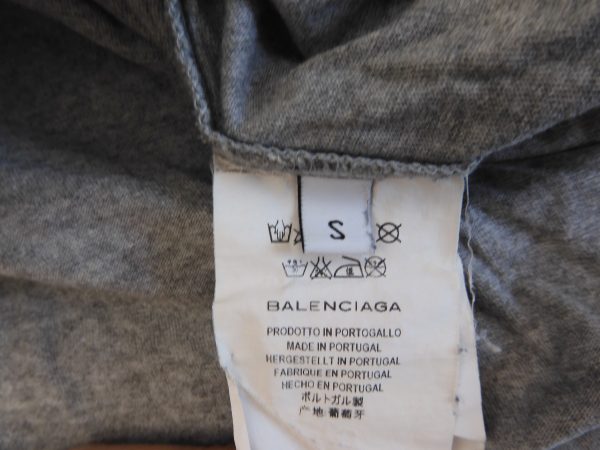 S
BALENCIAGA
PRODOTTO IN PORTOGALLO
MADE IN PORTUGAL
HERGESTELLT IN PORTUGAL
FABRIQUE EN PORTUGAL
HECHO EN PORTUGAL
ポルトガル製
产地:葡萄牙